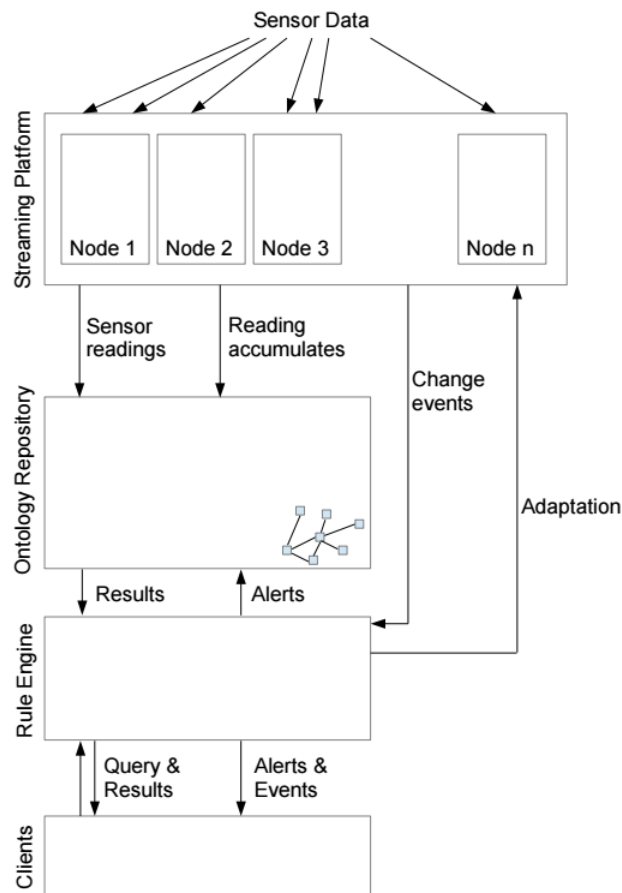 Sensor Data
Streaming Platform
Node 1
Node 2
Node 3
Node n
Sensor
readings
Reading
accumulates
Change
events
Adaptation
Ontology Repository
Results
Alerts
Rule Engine
Query &
Results
Alerts &
Events
Clients